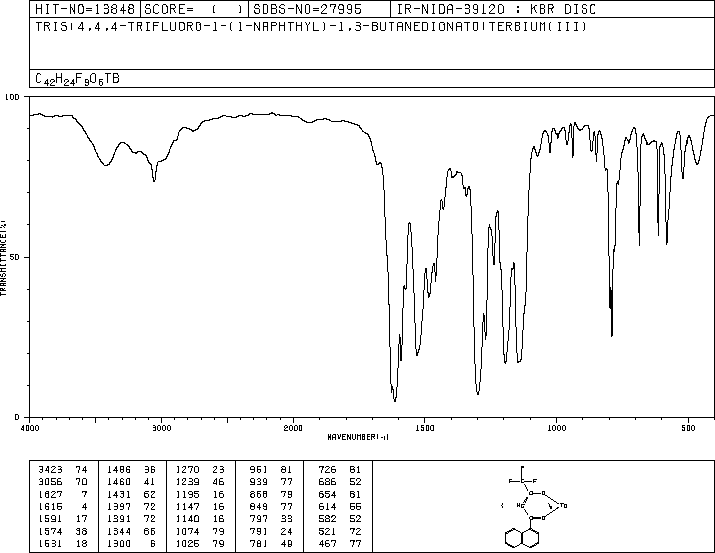 HIT-NO=13848 SCORE= ( ) SDBS-NO=27995 IR-NIDA-39120 : KBR DISC
TRIS(4,4,4-TRIFLUORO-1-(1-NAPHTHYL)-1,3-BUTANEDIONATO)TERBIUM(III)
C42H24F9O6TB
100
50
0
TRANSMITTANCE(%)
4000 3000 2000 1500 1000 500
WAVENUMBER(-1)
3423 74 1486 36 1270 23 961 81 726 81
3056 70 1460 41 1239 46 939 77 686 52
1627 7 1431 62 1195 16 868 79 654 81
1615 4 1397 72 1147 16 849 77 614 55
1591 17 1391 72 1140 16 797 33 582 52
1574 38 1344 66 1074 79 791 24 521 72
1531 18 1300 6 1026 79 781 49 467 77
F
F C F
C O
( HC Tb
C O